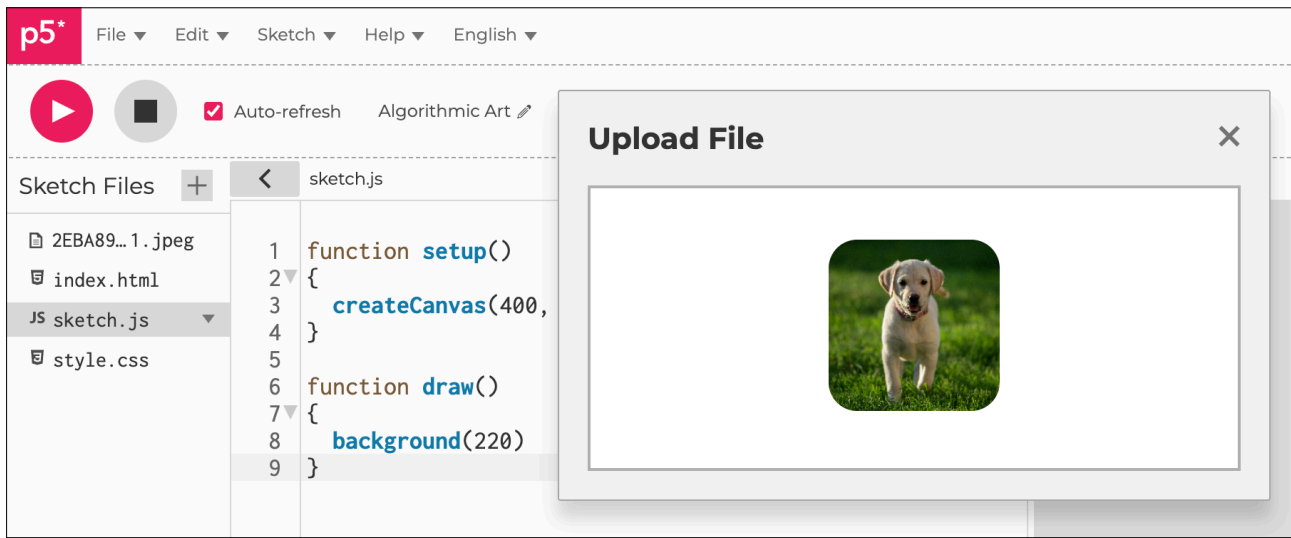 p5*
File Edit Sketch Help English
Auto-refresh Algorithmic Art
Upload File
Sketch Files +
sketch.js
2EBA89…1.jpeg
index.html
JS sketch.js
style.css
1 function setup()
2 {
3 createCanvas(400,
4 }
5
6 function draw()
7 {
8 background(220)
9 }